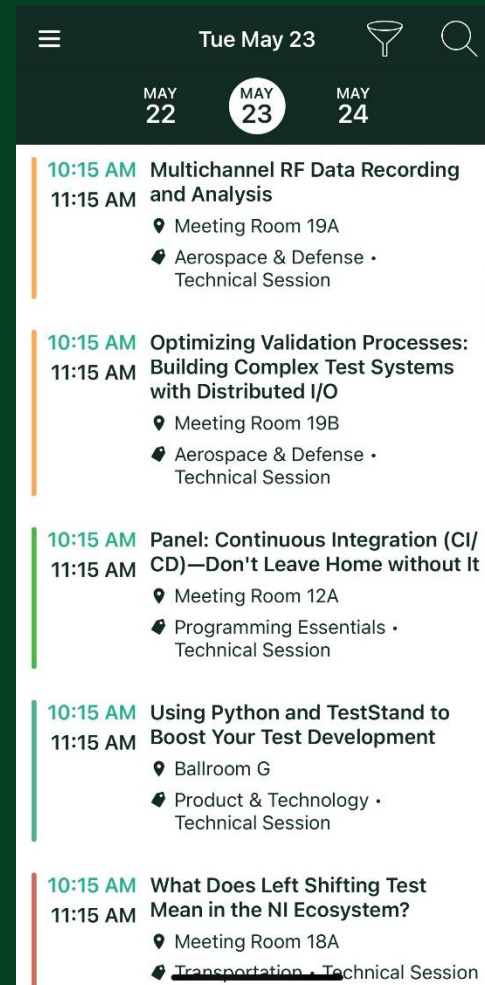 Tue May 23
MAY
22
MAY
23
MAY
24
10:15 AM
11:15 AM
Multichannel RF Data Recording
and Analysis
Meeting Room 19A
Aerospace & Defense •
Technical Session
10:15 AM
11:15 AM
Optimizing Validation Processes:
Building Complex Test Systems
with Distributed I/O
Meeting Room 19B
Aerospace & Defense •
Technical Session
10:15 AM
11:15 AM
Panel: Continuous Integration (CI/
CD)—Don't Leave Home without It
Meeting Room 12A
Programming Essentials •
Technical Session
10:15 AM
11:15 AM
Using Python and TestStand to
Boost Your Test Development
Ballroom G
Product & Technology •
Technical Session
10:15 AM
11:15 AM
What Does Left Shifting Test
Mean in the NI Ecosystem?
Meeting Room 18A
Transportation • Technical Session